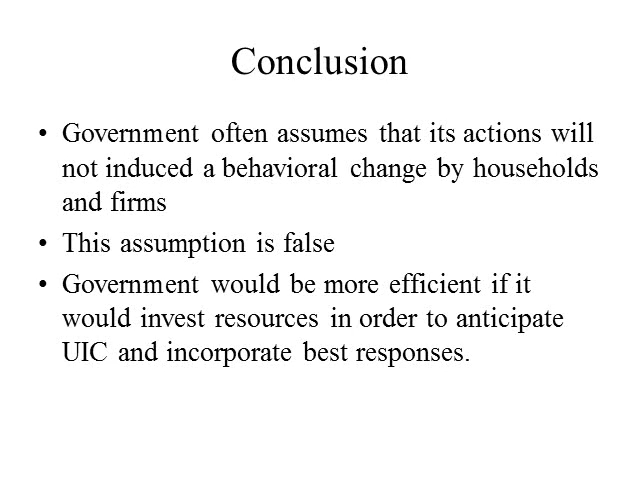 Conclusion
• Government often assumes that its actions will
not induced a behavioral change by households
and firms
• This assumption is false
• Government would be more efficient if it
would invest resources in order to anticipate
UIC and incorporate best responses.